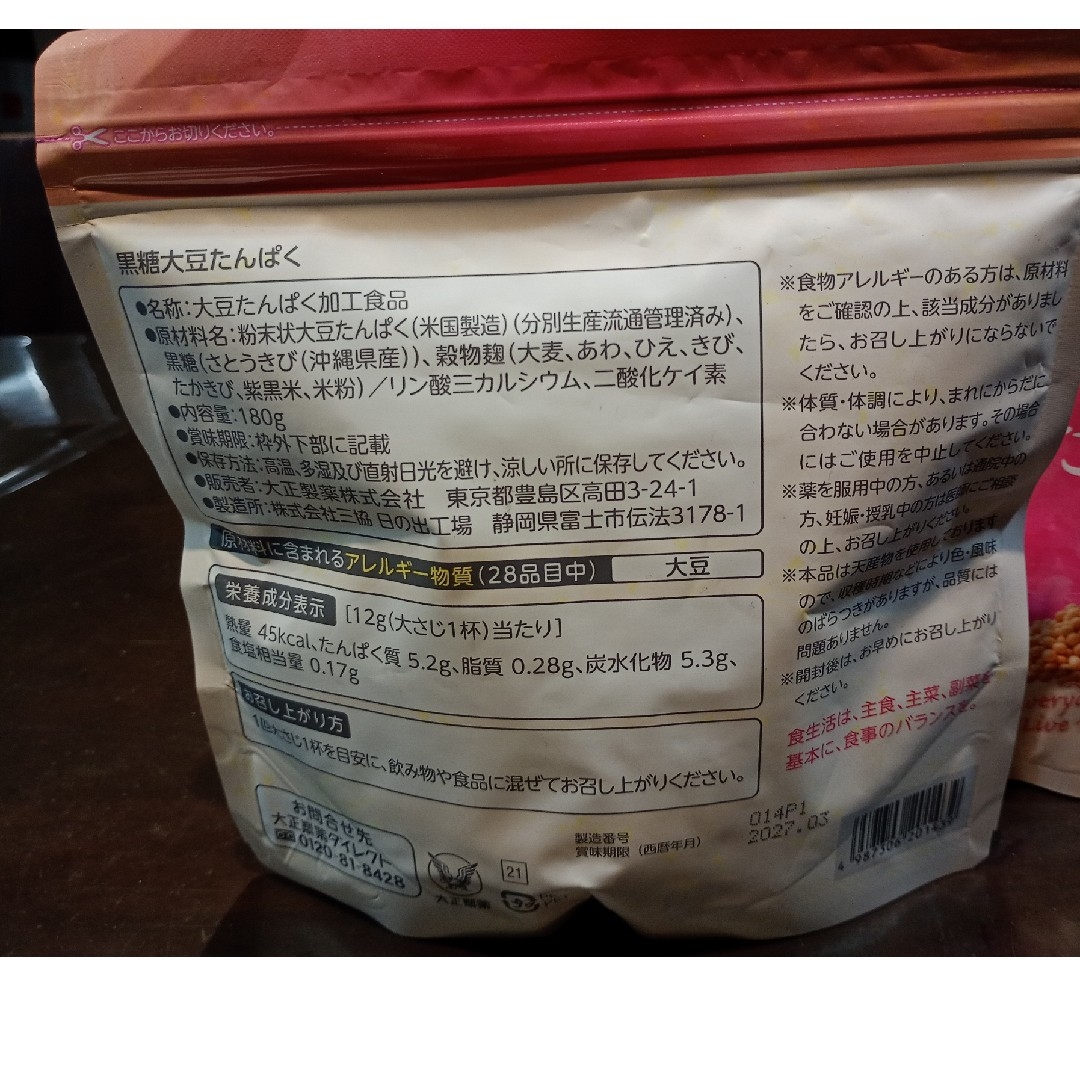 ここからお切りください。
黒糖大豆たんぱく
●名称:大豆たんぱく加工食品
●原材料名:粉末状大豆たんぱく(米国製造)(分別生産流通管理済み)、
黒糖(さとうきび(沖縄県産))、穀物麹(大麦、あわ、ひえ、きび、
たかきび、紫黒米、米粉)/リン酸三カルシウム、二酸化ケイ素
●内容量:180g
●賞味期限:枠外下部に記載
●保存方法:高温、多湿及び直射日光を避け、涼しい所に保存してください。
●販売者:大正製薬株式会社 東京都豊島区高田3-24-1
●製造所:株式会社三協 日の出工場 静岡県富士市伝法3178-1
原材料に含まれるアレルギー物質(28品目中) 大豆
栄養成分表示 [12g(大さじ1杯)当たり]
熱量 45kcal、たんぱく質 5.2g、脂質 0.28g、炭水化物 5.3g、
食塩相当量 0.17g
お召し上がり方
1回大さじ1杯を目安に、飲み物や食品に混ぜてお召し上がりください。
お問合せ先
大正製薬ダイレクト
0120-81-8428
大正製薬
21
製造番号
賞味期限(西暦年月)
014P1
2027.03
※食物アレルギーのある方は、原材料
をご確認の上、該当成分がありまし
たら、お召し上がりにならないで
ください。
※体質・体調により、まれにからだに
合わない場合があります。その場合
にはご使用を中止してください。
※薬を服用中の方、あるいは通院中の
方、妊娠・授乳中の方は医師にご相談
の上、お召し上がりください。
※本品は天産物を使用しております
ので、収穫時期などにより色・風味
のばらつきがありますが、品質には
問題ありません。
※開封後は、お早めにお召し上がり
ください。
食生活は、主食、主菜、副菜を
基本に、食事のバランスを。